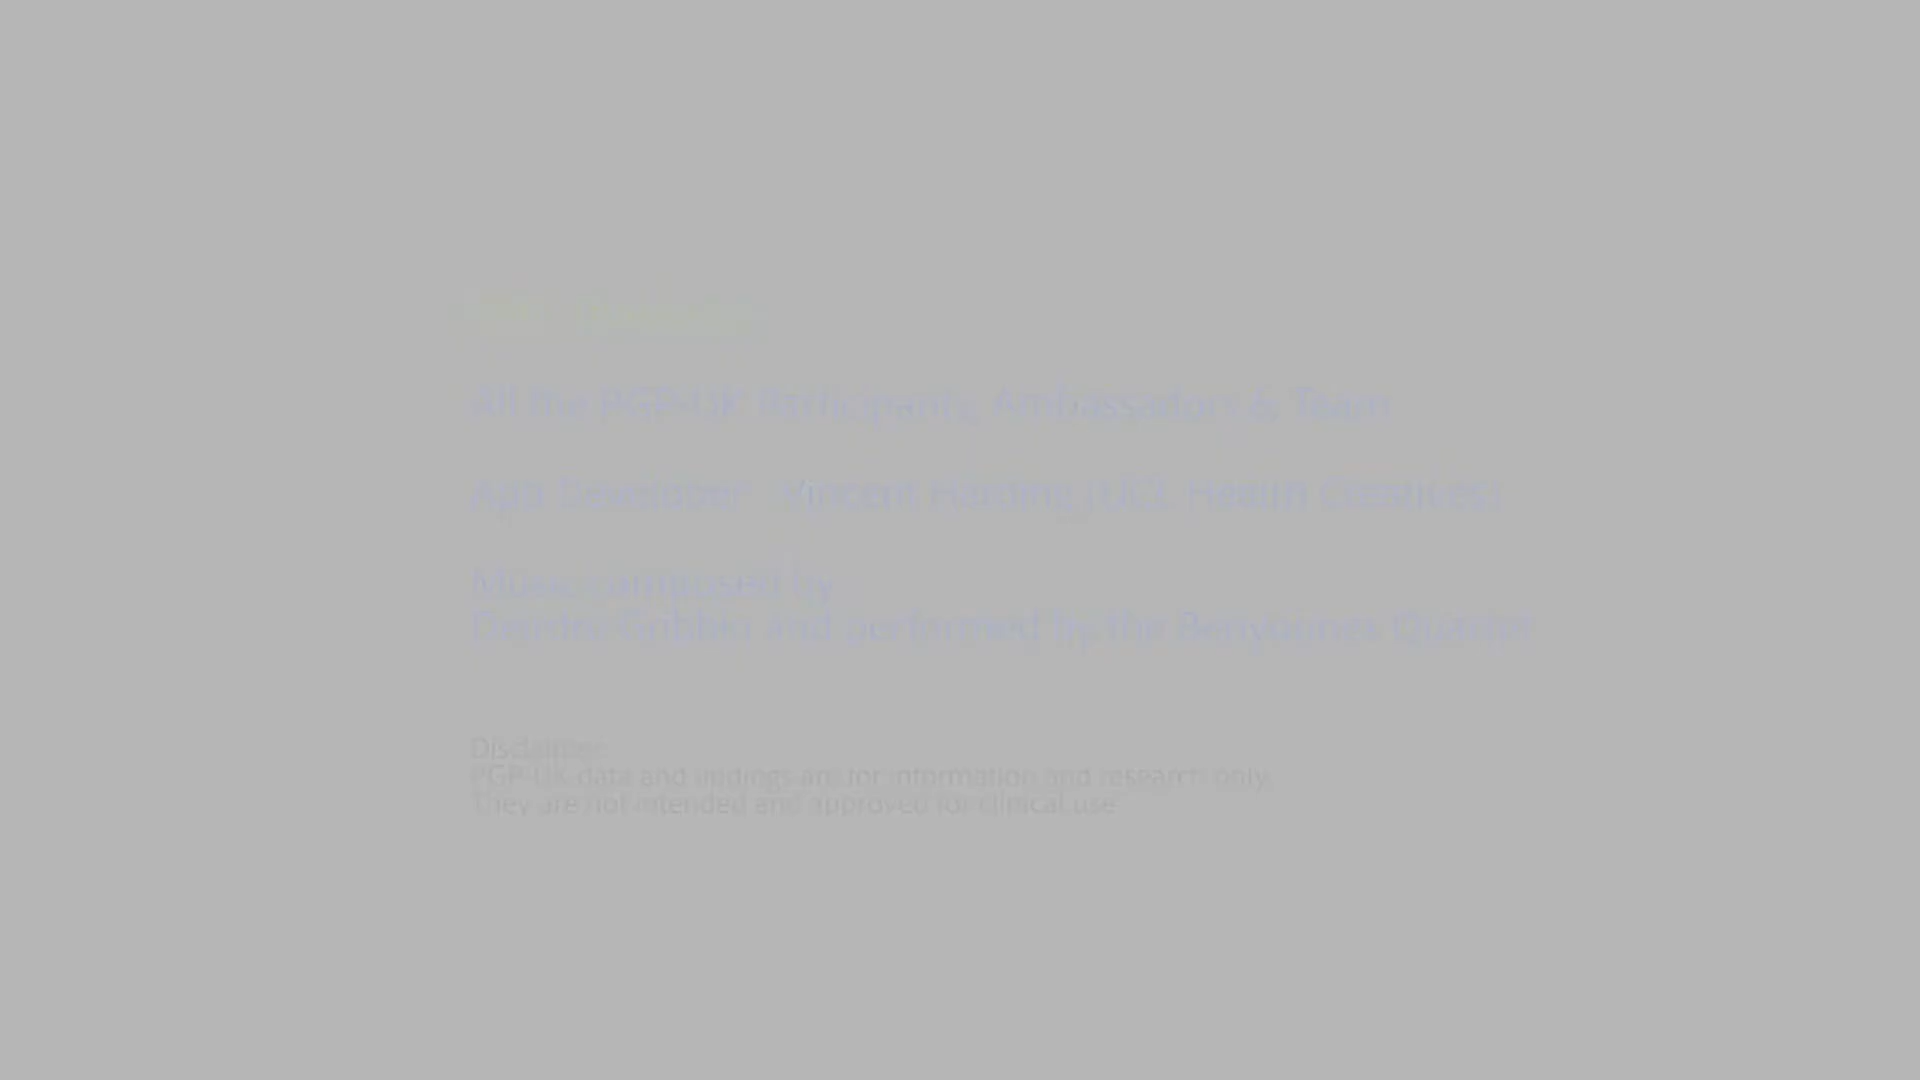 All the PGP-UK Participants, Ambassadors & Team
App Developer - Vincent Harding (UCL Health Creatives)
Music composed by
Deirdre Gribbin and performed by the Quartet
Disclaimer:
PGP-UK data and findings are for information and research only.
They are not intended and approved for clinical use